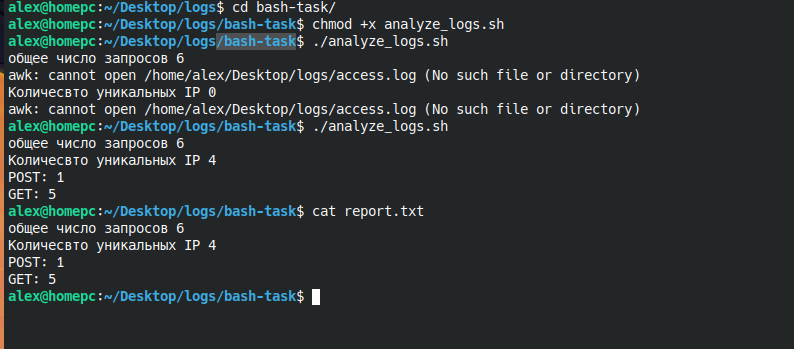 alex@homepc:~/Desktop/logs$ cd bash-task/
alex@homepc:~/Desktop/logs/bash-task$ chmod +x analyze_logs.sh
alex@homepc:~/Desktop/logs/bash-task$ ./analyze_logs.sh
общее число запросов 6
awk: cannot open /home/alex/Desktop/logs/access.log (No such file or directory)
Количесвто уникальных IP 0
awk: cannot open /home/alex/Desktop/logs/access.log (No such file or directory)
alex@homepc:~/Desktop/logs/bash-task$ ./analyze_logs.sh
общее число запросов 6
Количесвто уникальных IP 4
POST: 1
GET: 5
alex@homepc:~/Desktop/logs/bash-task$ cat report.txt
общее число запросов 6
Количесвто уникальных IP 4
POST: 1
GET: 5
alex@homepc:~/Desktop/logs/bash-task$